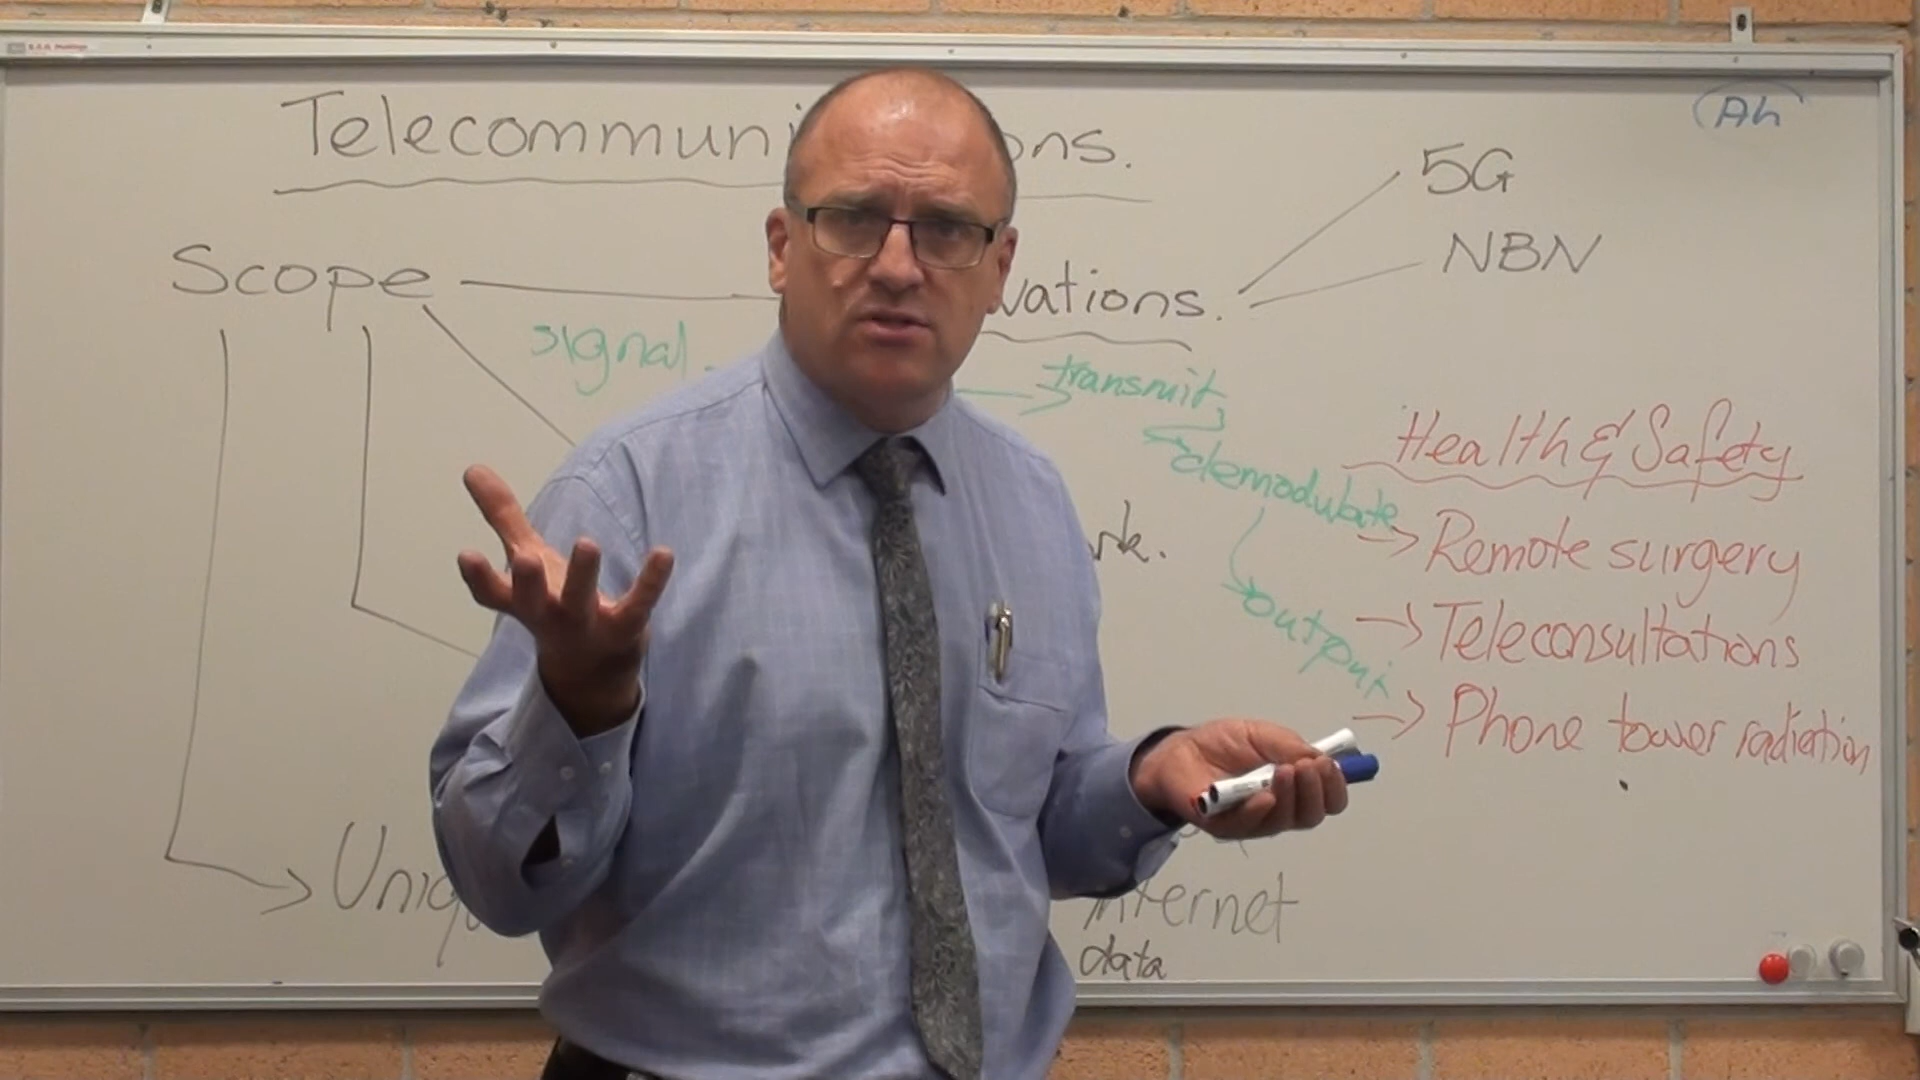 Telecommuni ons.
Ah
5G
NBN
Scope
vations.
signal.
transmit
demodulate
output
Health & Safety
Remote surgery
Teleconsultations
Phone tower radiation
rk.
Uniq
internet
data